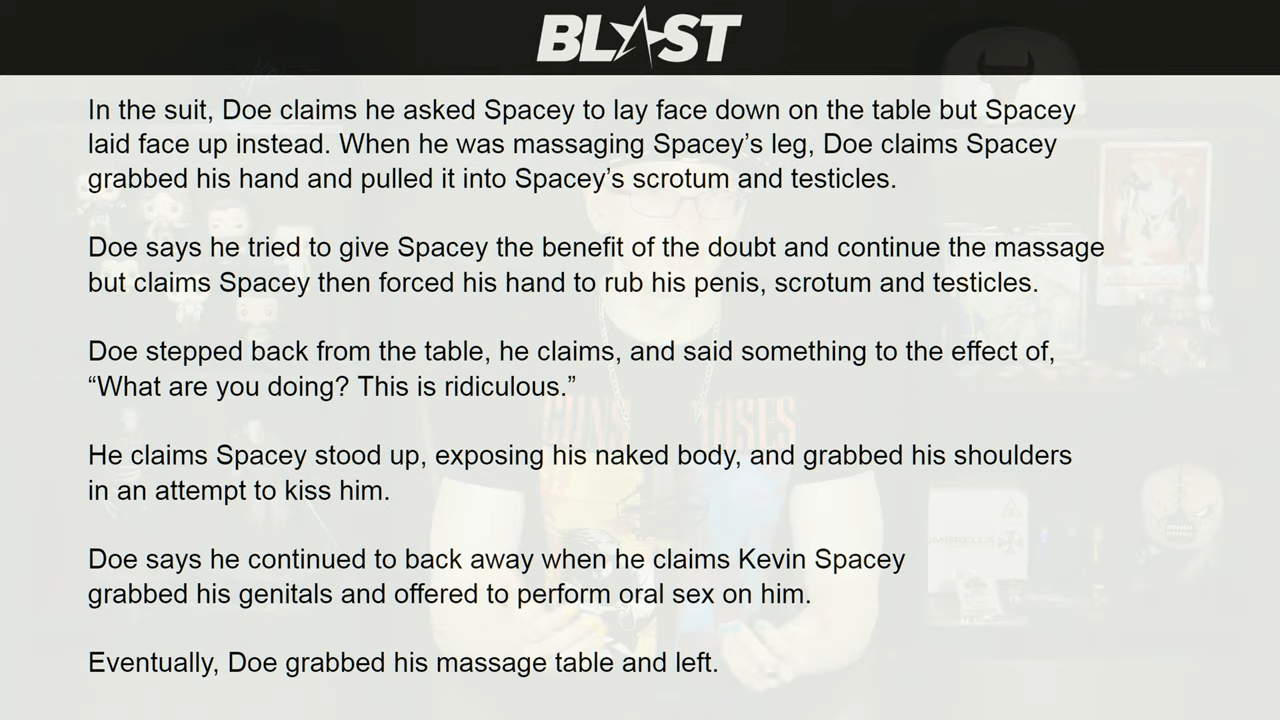 BLAST
In the suit, Doe claims he asked Spacey to lay face down on the table but Spacey
laid face up instead. When he was massaging Spacey’s leg, Doe claims Spacey
grabbed his hand and pulled it into Spacey’s scrotum and testicles.
Doe says he tried to give Spacey the benefit of the doubt and continue the massage
but claims Spacey then forced his hand to rub his penis, scrotum and testicles.
Doe stepped back from the table, he claims, and said something to the effect of,
“What are you doing? This is ridiculous.”
GUNS ROSES
He claims Spacey stood up, exposing his naked body, and grabbed his shoulders
in an attempt to kiss him.
UMBRELLA
Doe says he continued to back away when he claims Kevin Spacey
grabbed his genitals and offered to perform oral sex on him.
Eventually, Doe grabbed his massage table and left.